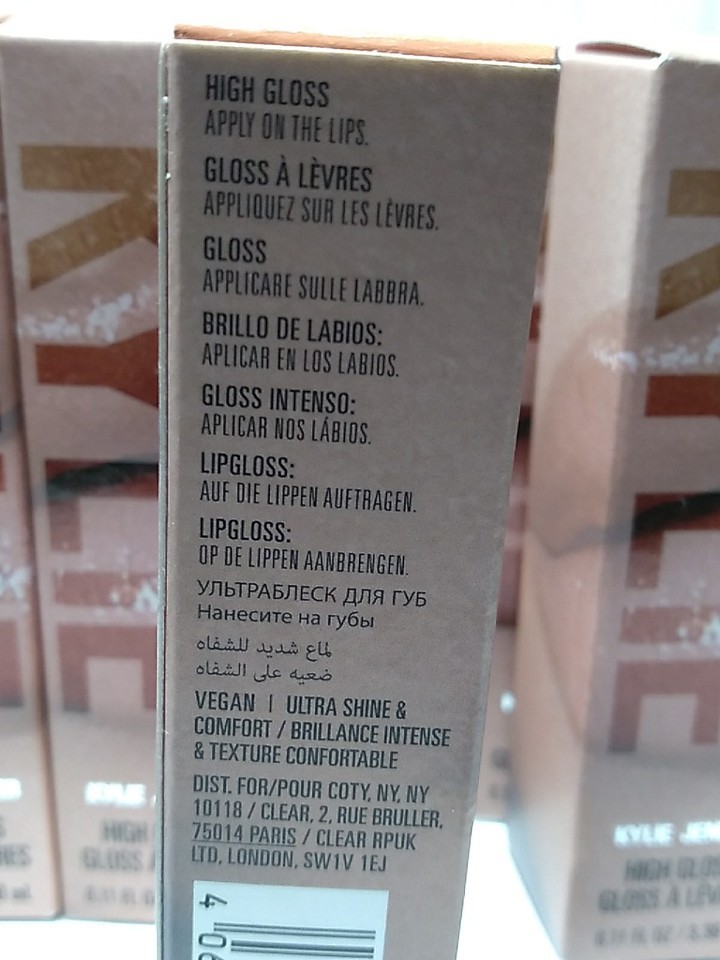 HIGH GLOSS
APPLY ON THE LIPS.
GLOSS À LÈVRES
APPLIQUEZ SUR LES LÈVRES.
GLOSS
APPLICARE SULLE LABBRA.
BRILLO DE LABIOS:
APLICAR EN LOS LABIOS.
GLOSS INTENSO:
APLICAR NOS LÁBIOS.
LIPGLOSS:
AUF DIE LIPPEN AUFTRAGEN.
LIPGLOSS:
OP DE LIPPEN AANBRENGEN.
УЛЬТРАБЛЕСК ДЛЯ ГУБ
Нанесите на губы
لماع شديد للشفاه
ضعيه على الشفاه
VEGAN | ULTRA SHINE &
COMFORT / BRILLANCE INTENSE
& TEXTURE CONFORTABLE
DIST. FOR/POUR COTY, NY, NY
10118 / CLEAR, 2, RUE BRULLER,
75014 PARIS / CLEAR RPUK
LTD, LONDON, SW1V 1EJ
KYLIE
KYLIE
KYLIE
HIGH
GLOSS
KYLIE
HIGH
GLOSS À